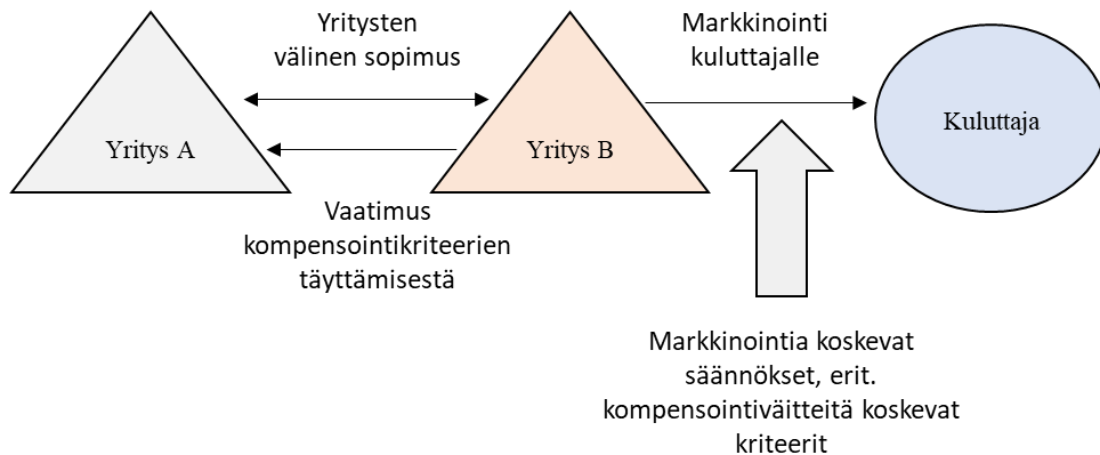 Yritysten
välinen sopimus
Markkinointi
kuluttajalle
Yritys A
Yritys B
Kuluttaja
Vaatimus
kompensointikriteerien
täyttämisestä
Markkinointia koskevat
säännökset, erit.
kompensointiväitteitä koskevat
kriteerit